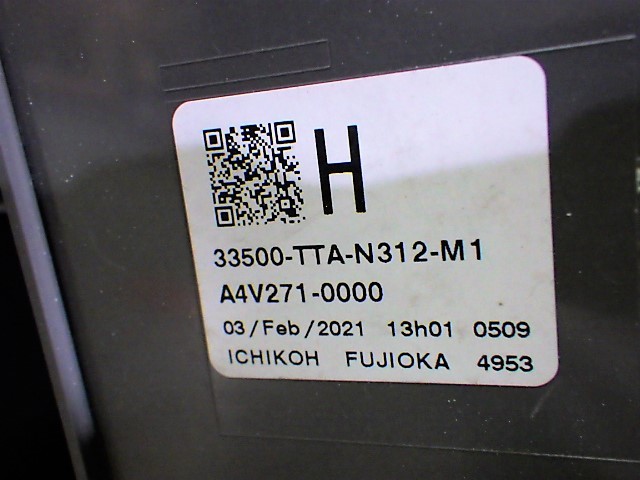 H
33500-TTA-N312-M1
A4V271-0000
03/Feb/2021 13h01 0509
ICHIKOH FUJIOKA 4953